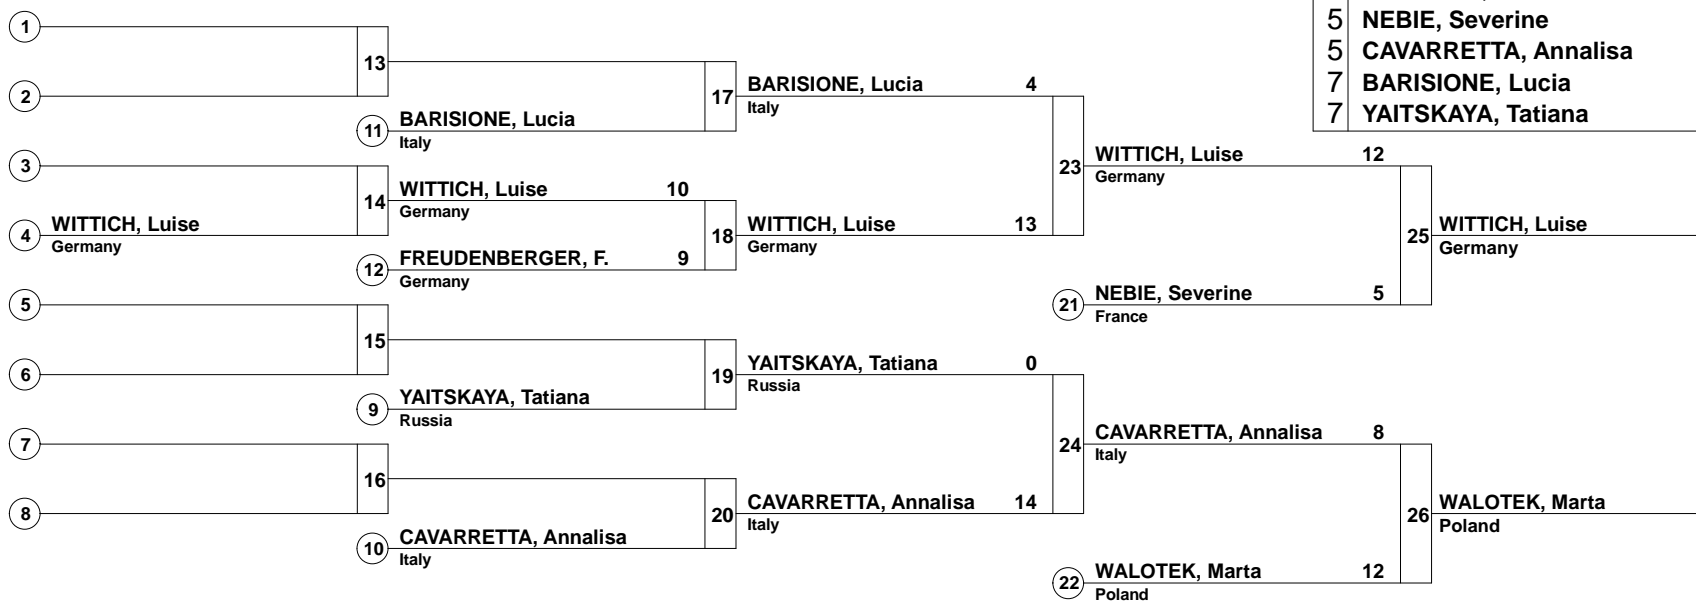 1
13
2
BARISIONE, Lucia
11
Italy
17
BARISIONE, Lucia 4
Italy
3
14
WITTICH, Luise 10
Germany
4
WITTICH, Luise
Germany
12
FREUDENBERGER, F. 9
Germany
18
WITTICH, Luise 13
Germany
23
WITTICH, Luise 12
Germany
21
NEBIE, Severine 5
France
25
WITTICH, Luise
Germany
5
15
6
9
YAITSKAYA, Tatiana
Russia
19
YAITSKAYA, Tatiana 0
Russia
7
16
8
10
CAVARRETTA, Annalisa
Italy
20
CAVARRETTA, Annalisa 14
Italy
24
CAVARRETTA, Annalisa 8
Italy
22
WALOTEK, Marta 12
Poland
26
WALOTEK, Marta
Poland
5 NEBIE, Severine
5 CAVARRETTA, Annalisa
7 BARISIONE, Lucia
7 YAITSKAYA, Tatiana